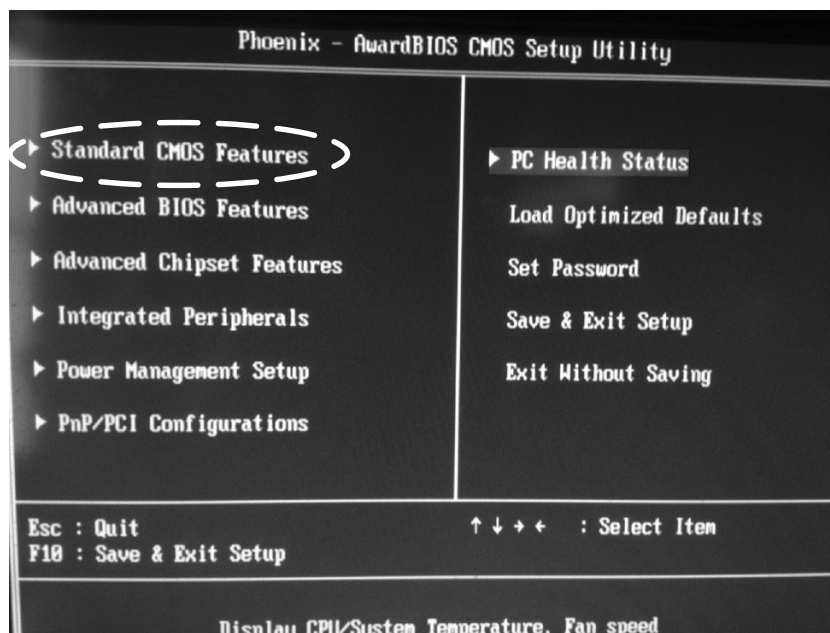 Phoenix - AwardBIOS CMOS Setup Utility
▶ Standard CMOS Features
▶ Advanced BIOS Features
▶ Advanced Chipset Features
▶ Integrated Peripherals
▶ Power Management Setup
▶ PnP/PCI Configurations
▶ PC Health Status
Load Optimized Defaults
Set Password
Save & Exit Setup
Exit Without Saving
Esc : Quit
F10 : Save & Exit Setup
↑ ↓ → ← : Select Item
Display CPU/System Temperature, Fan speed